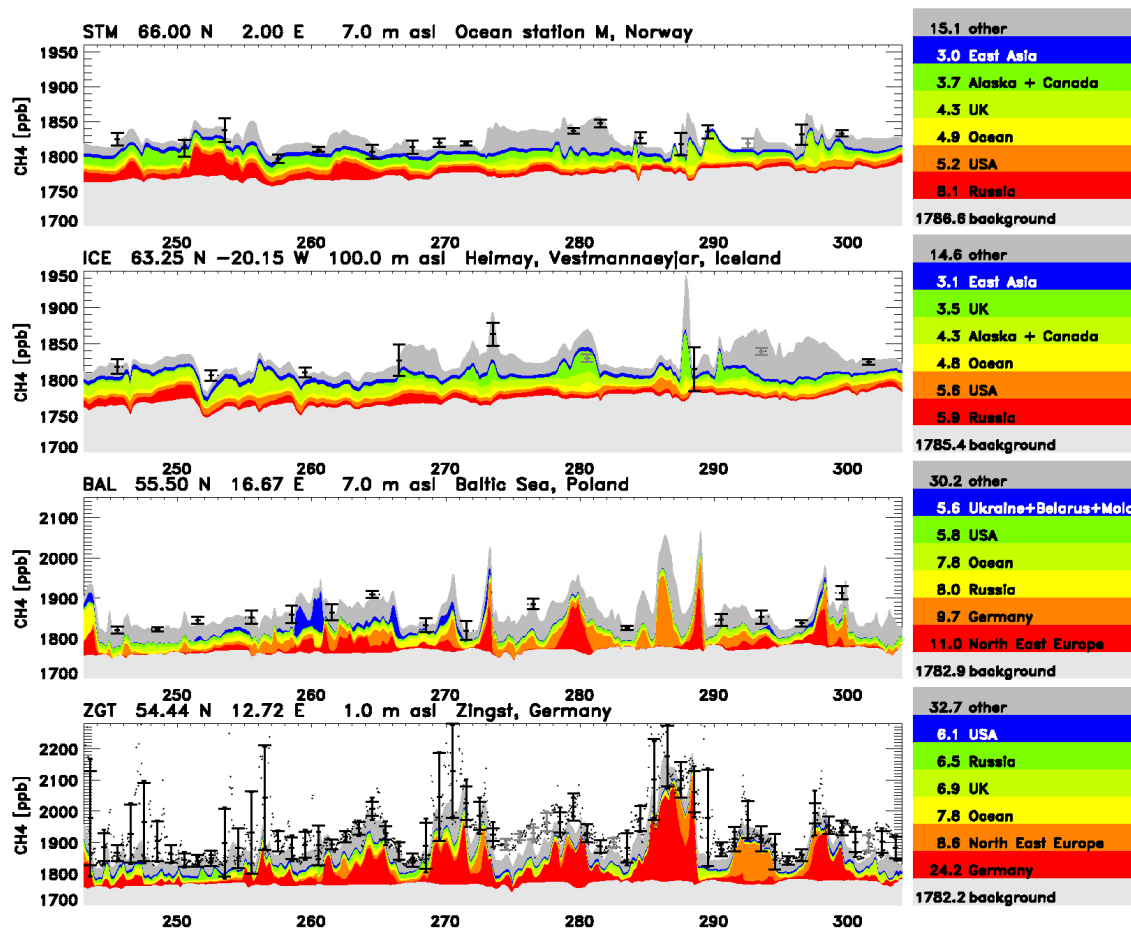 STM 66.00 N 2.00 E 7.0 m asl Ocean station M, Norway
CH4 [ppb]
1950
1900
1850
1800
1750
1700
250 260 270 280 290 300
15.1 other
3.0 East Asia
3.7 Alaska + Canada
4.3 UK
4.9 Ocean
5.2 USA
8.1 Russia
1786.6 background
ICE 63.25 N -20.15 W 100.0 m asl Heimay, Vestmannaeyjar, Iceland
CH4 [ppb]
1950
1900
1850
1800
1750
1700
250 260 270 280 290 300
14.6 other
3.1 East Asia
3.5 UK
4.3 Alaska + Canada
4.8 Ocean
5.6 USA
5.9 Russia
1785.4 background
BAL 55.50 N 16.67 E 7.0 m asl Baltic Sea, Poland
CH4 [ppb]
2100
2000
1900
1800
1700
250 260 270 280 290 300
30.2 other
5.6 Ukraine+Belarus+Mold
5.8 USA
7.8 Ocean
8.0 Russia
9.7 Germany
11.0 North East Europe
1782.9 background
ZGT 54.44 N 12.72 E 1.0 m asl Zingst, Germany
CH4 [ppb]
2200
2100
2000
1900
1800
1700
250 260 270 280 290 300
32.7 other
6.1 USA
6.5 Russia
6.9 UK
7.8 Ocean
8.6 North East Europe
24.2 Germany
1782.2 background